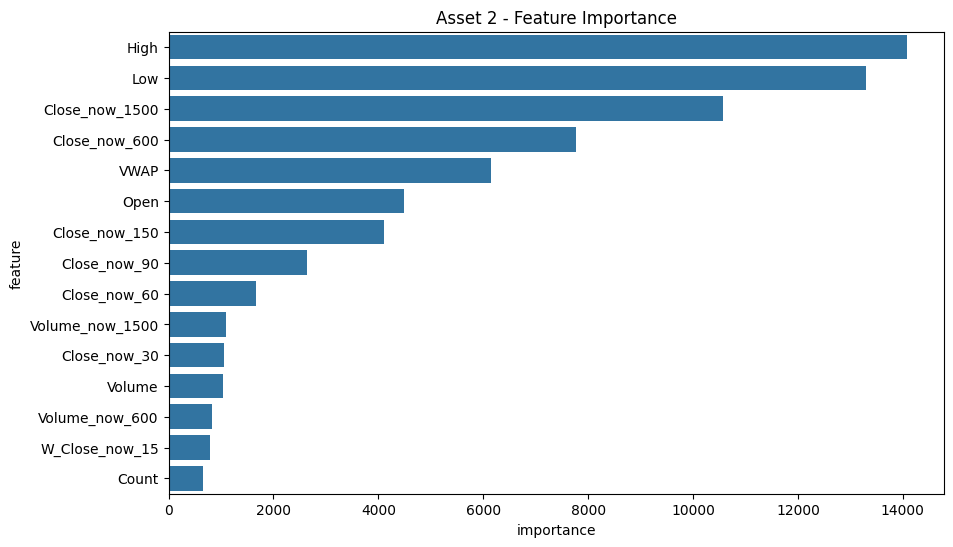 Asset 2 - Feature Importance
feature
High
Low
Close_now_1500
Close_now_600
VWAP
Open
Close_now_150
Close_now_90
Close_now_60
Volume_now_1500
Close_now_30
Volume
Volume_now_600
W_Close_now_15
Count
0 2000 4000 6000 8000 10000 12000 14000
importance